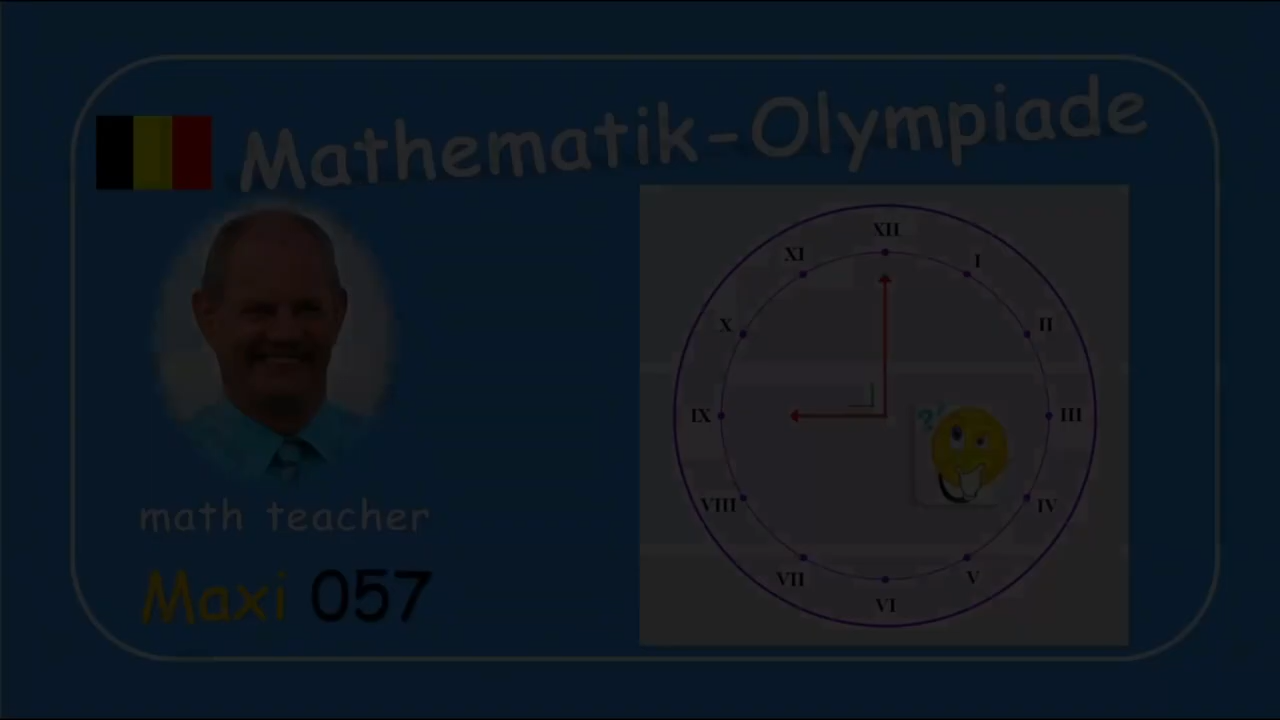 Mathematik-Olympiade
XII
XI
I
X
II
IX
III
??
VIII
IV
VII
V
VI
math teacher
Maxi 057